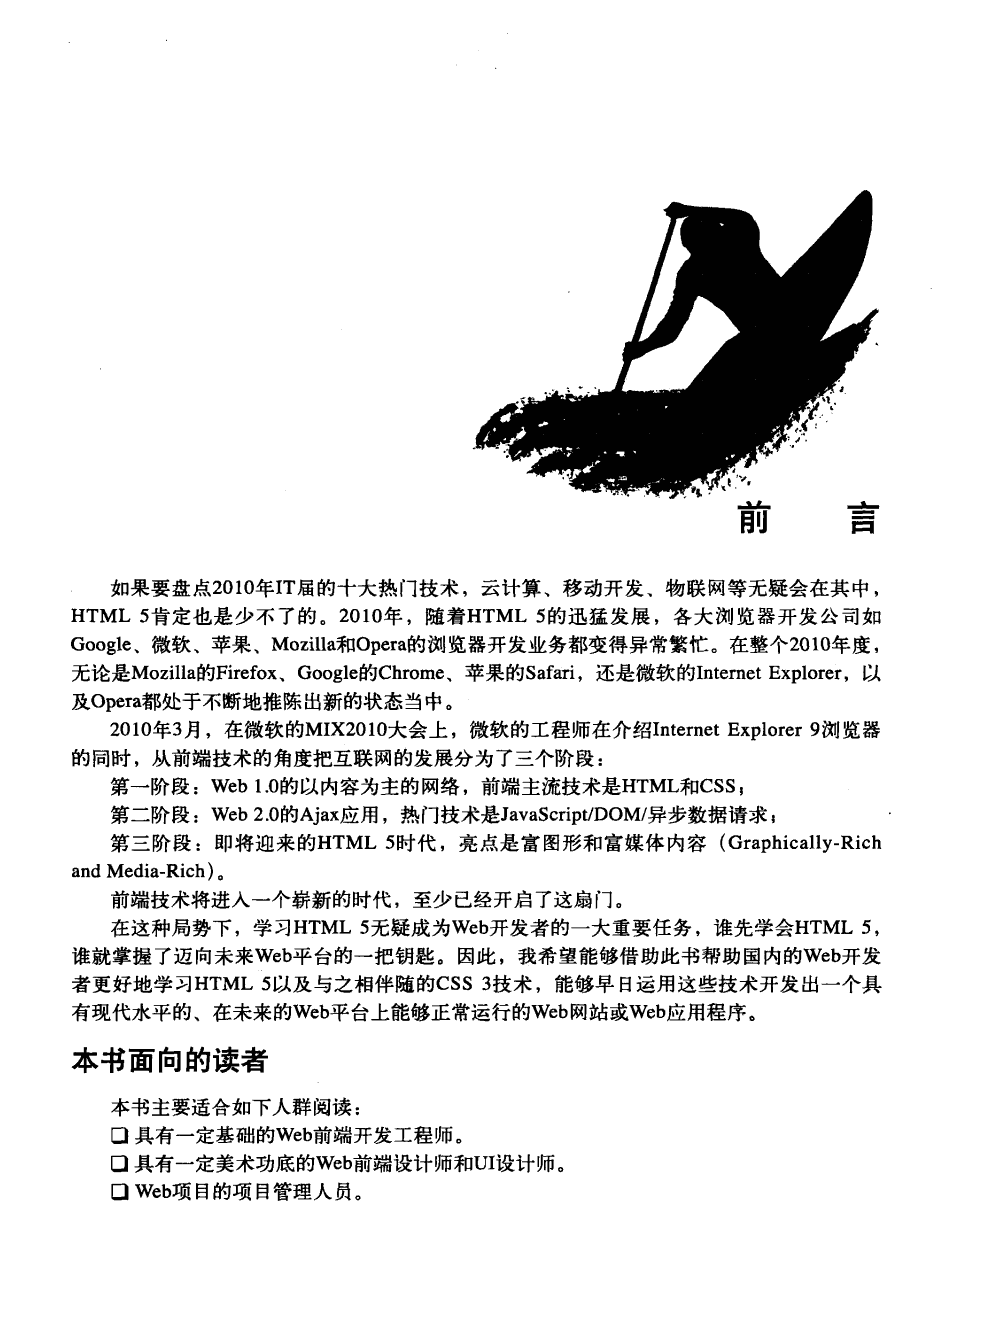 前 言
如果要盘点2010年IT届的十大热门技术，云计算、移动开发、物联网等无疑会在其中，
HTML 5肯定也是少不了的。2010年，随着HTML 5的迅猛发展，各大浏览器开发公司如
Google、微软、苹果、Mozilla和Opera的浏览器开发业务都变得异常繁忙。在整个2010年度，
无论是Mozilla的Firefox、Google的Chrome、苹果的Safari，还是微软的Internet Explorer，以
及Opera都处于不断地推陈出新的状态当中。
2010年3月，在微软的MIX2010大会上，微软的工程师在介绍Internet Explorer 9浏览器
的同时，从前端技术的角度把互联网的发展分为了三个阶段：
第一阶段：Web 1.0的以内容为主的网络，前端主流技术是HTML和CSS；
第二阶段：Web 2.0的Ajax应用，热门技术是JavaScript/DOM/异步数据请求；
第三阶段：即将迎来的HTML 5时代，亮点是富图形和富媒体内容（Graphically-Rich
and Media-Rich）。
前端技术将进入一个崭新的时代，至少已经开启了这扇门。
在这种局势下，学习HTML 5无疑成为Web开发者的一大重要任务，谁先学会HTML 5，
谁就掌握了迈向未来Web平台的一把钥匙。因此，我希望能够借助此书帮助国内的Web开发
者更好地学习HTML 5以及与之相伴随的CSS 3技术，能够早日运用这些技术开发出一个具
有现代水平的、在未来的Web平台上能够正常运行的Web网站或Web应用程序。
本书面向的读者
本书主要适合如下人群阅读：
❏ 具有一定基础的Web前端开发工程师。
❏ 具有一定美术功底的Web前端设计师和UI设计师。
❏ Web项目的项目管理人员。